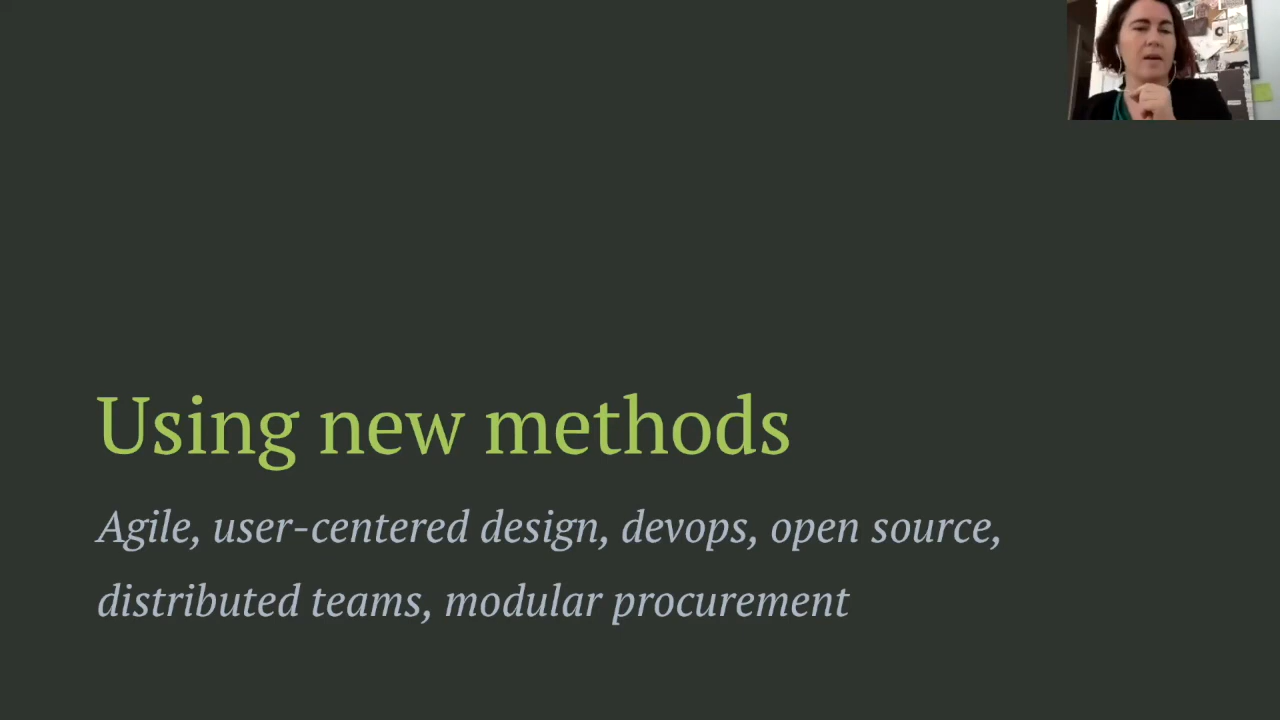 Using new methods
Agile, user-centered design, devops, open source,
distributed teams, modular procurement